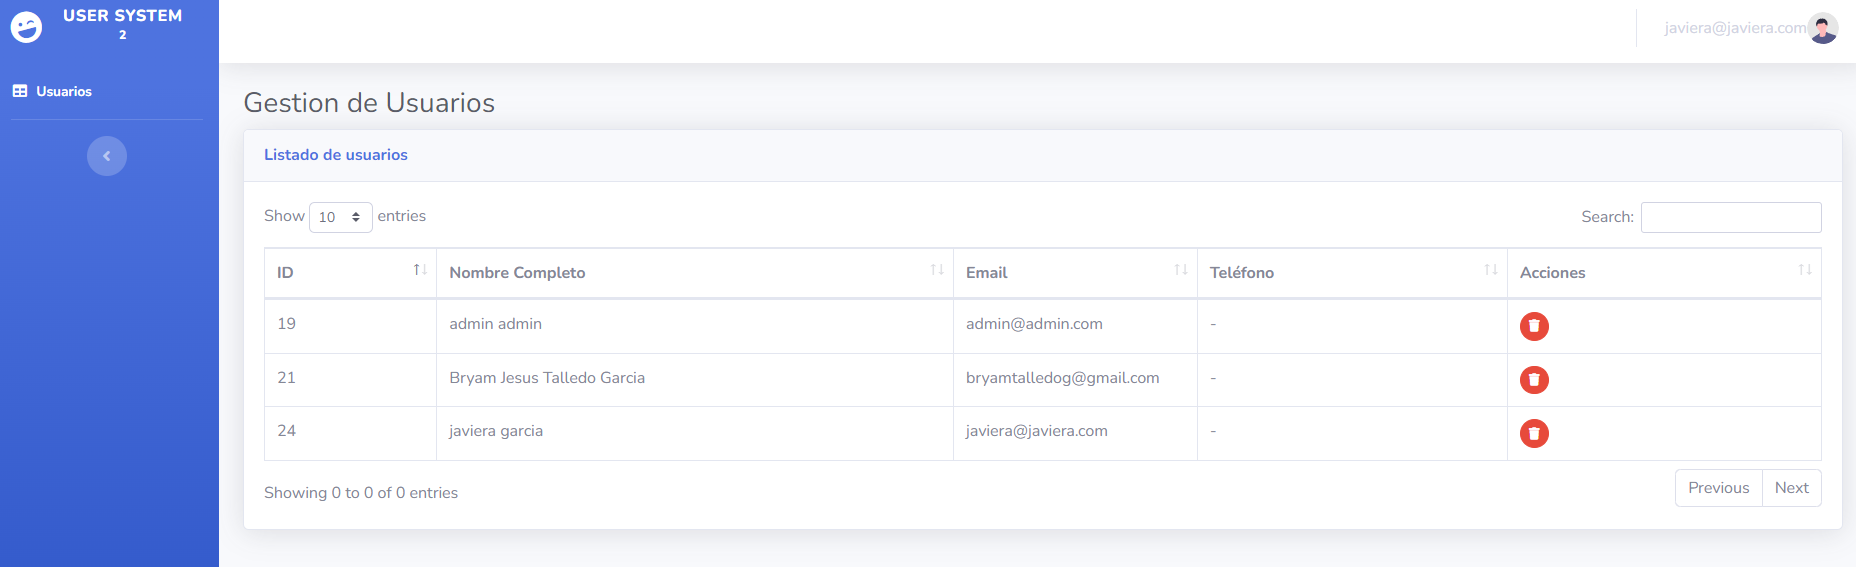 USER SYSTEM
2
javiera@javiera.com
Usuarios
Gestion de Usuarios
Listado de usuarios
Show 10 entries Search:
ID Nombre Completo Email Teléfono Acciones
19 admin admin admin@admin.com -
21 Bryam Jesus Talledo Garcia bryamtalledog@gmail.com -
24 javiera garcia javiera@javiera.com -
Showing 0 to 0 of 0 entries Previous Next